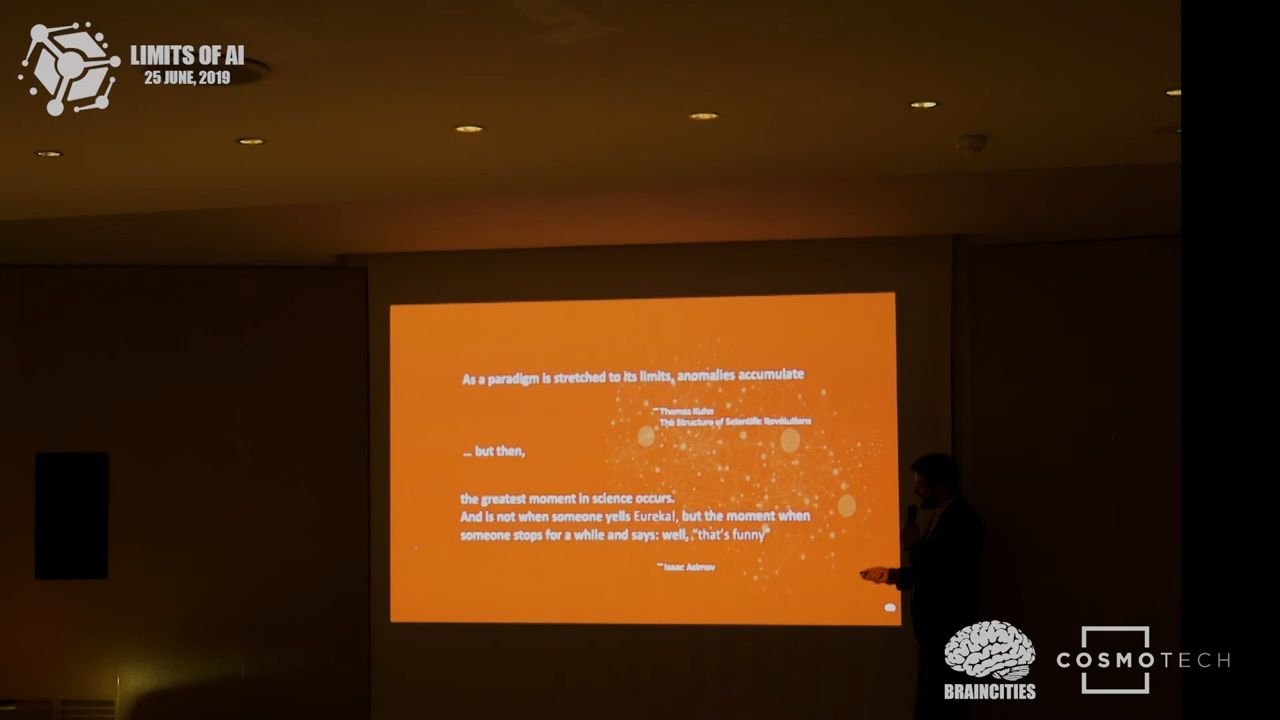 LIMITS OF AI
25 JUNE, 2019
As a paradigm is stretched to its limits, anomalies accumulate
— Thomas Kuhn
The Structure of Scientific Revolutions
... but then,
the greatest moment in science occurs.
And is not when someone yells Eureka!, but the moment when
someone stops for a while and says: well, “that’s funny”
— Isaac Asimov
BRAINCITIES
COSMOTECH